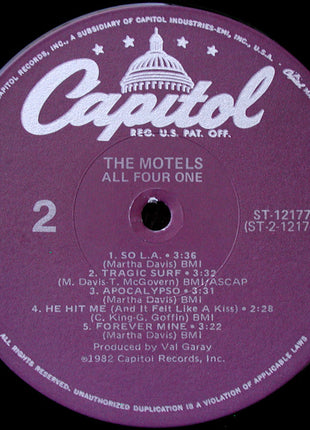 CAPITOL RECORDS, INC., A SUBSIDIARY OF CAPITOL INDUSTRIES-EMI, INC., U.S.A.
Capitol
REG. U.S. PAT. OFF.
THE MOTELS
ALL FOUR ONE
2
ST-12177
(ST-2-1217
1. SO L.A. • 3:36
(Martha Davis) BMI
2. TRAGIC SURF • 3:32
(M. Davis-T. McGovern) BMI/ASCAP
3. APOCALYPSO • 3:31
(Martha Davis) BMI
4. HE HIT ME (And It Felt Like A Kiss) • 2:28
(C. King-G. Goffin) BMI
5. FOREVER MINE • 3:22
(Martha Davis) BMI
Produced by Val Garay
©1982 Capitol Records, Inc.
ALL RIGHTS RESERVED. UNAUTHORIZED DUPLICATION IS A VIOLATION OF APPLICABLE LAWS